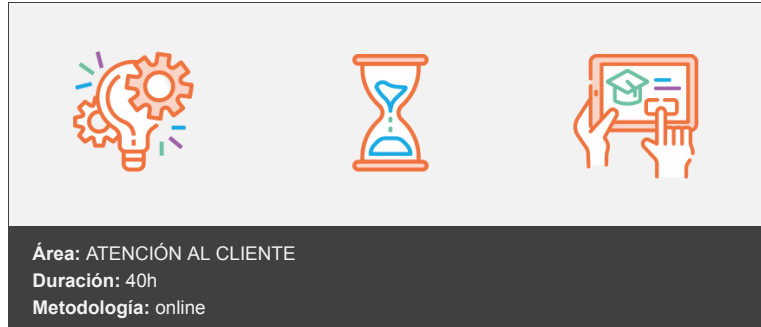 Área: ATENCIÓN AL CLIENTE
Duración: 40h
Metodología: online